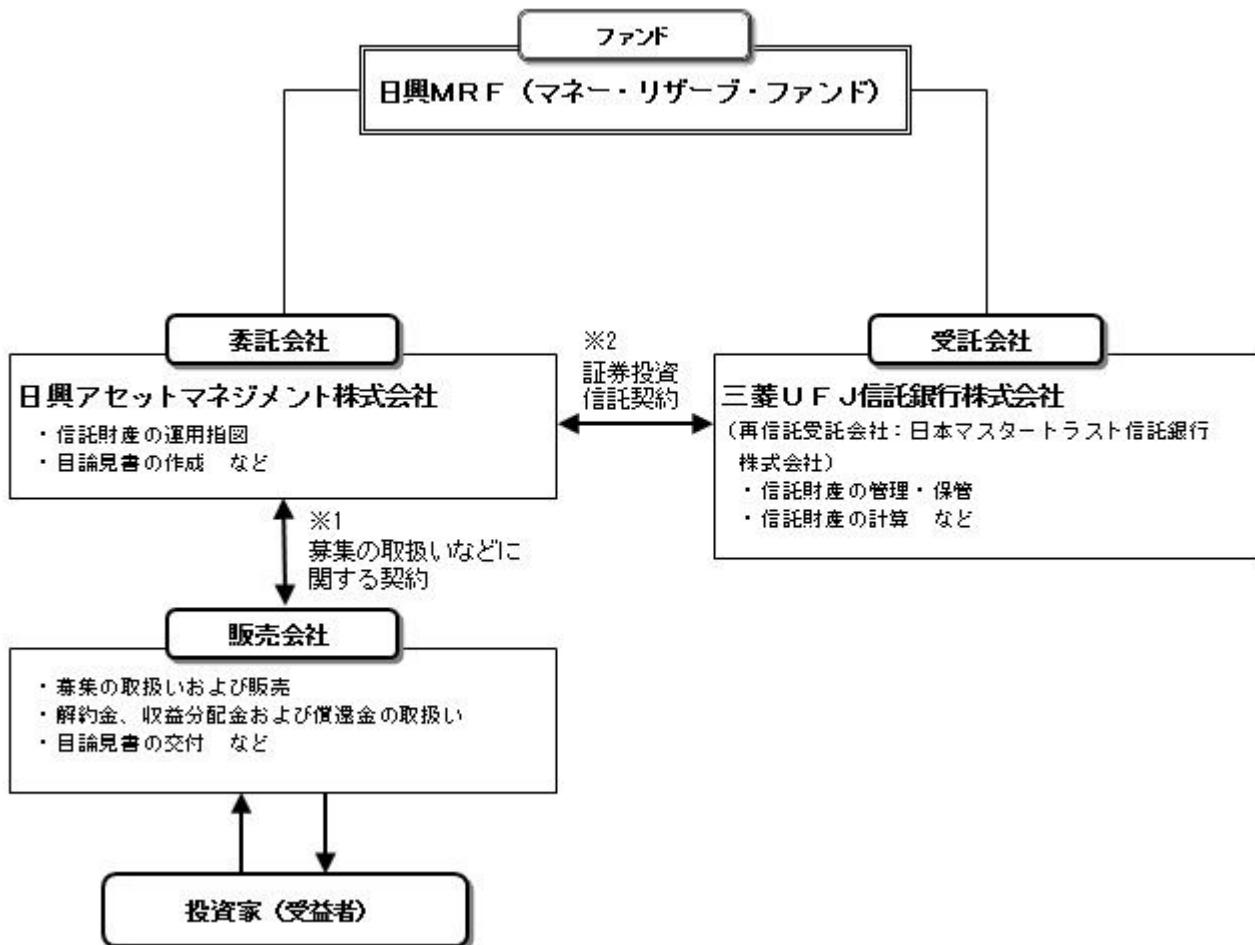 ファンド
日興MRF（マネー・リザーブ・ファンド）
委託会社
日興アセットマネジメント株式会社
・信託財産の運用指図
・目論見書の作成　など
※2
証券投資
信託契約
受託会社
三菱UFJ信託銀行株式会社
（再信託受託会社：日本マスタートラスト信託銀行
株式会社）
・信託財産の管理・保管
・信託財産の計算　など
※1
募集の取扱いなどに
関する契約
販売会社
・募集の取扱いおよび販売
・解約金、収益分配金および償還金の取扱い
・目論見書の交付　など
投資家（受益者）